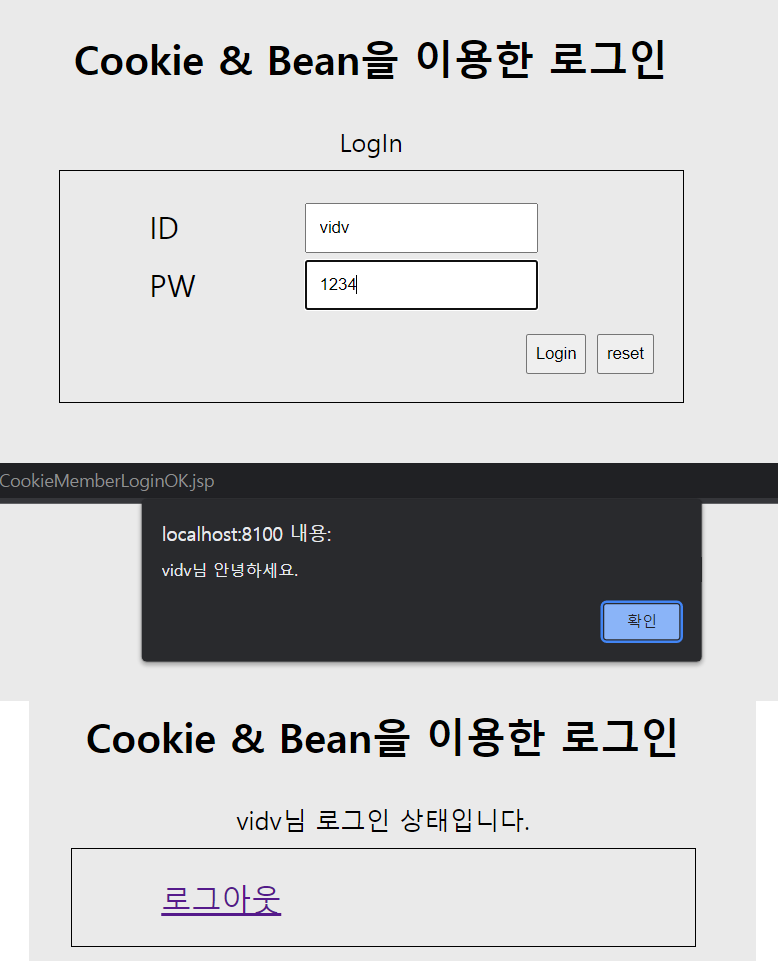 Cookie & Bean을 이용한 로그인
LogIn
ID
vidv
PW
1234
Login
reset
CookieMemberLoginOK.jsp
localhost:8100 내용:
vidv님 안녕하세요.
확인
Cookie & Bean을 이용한 로그인
vidv님 로그인 상태입니다.
로그아웃